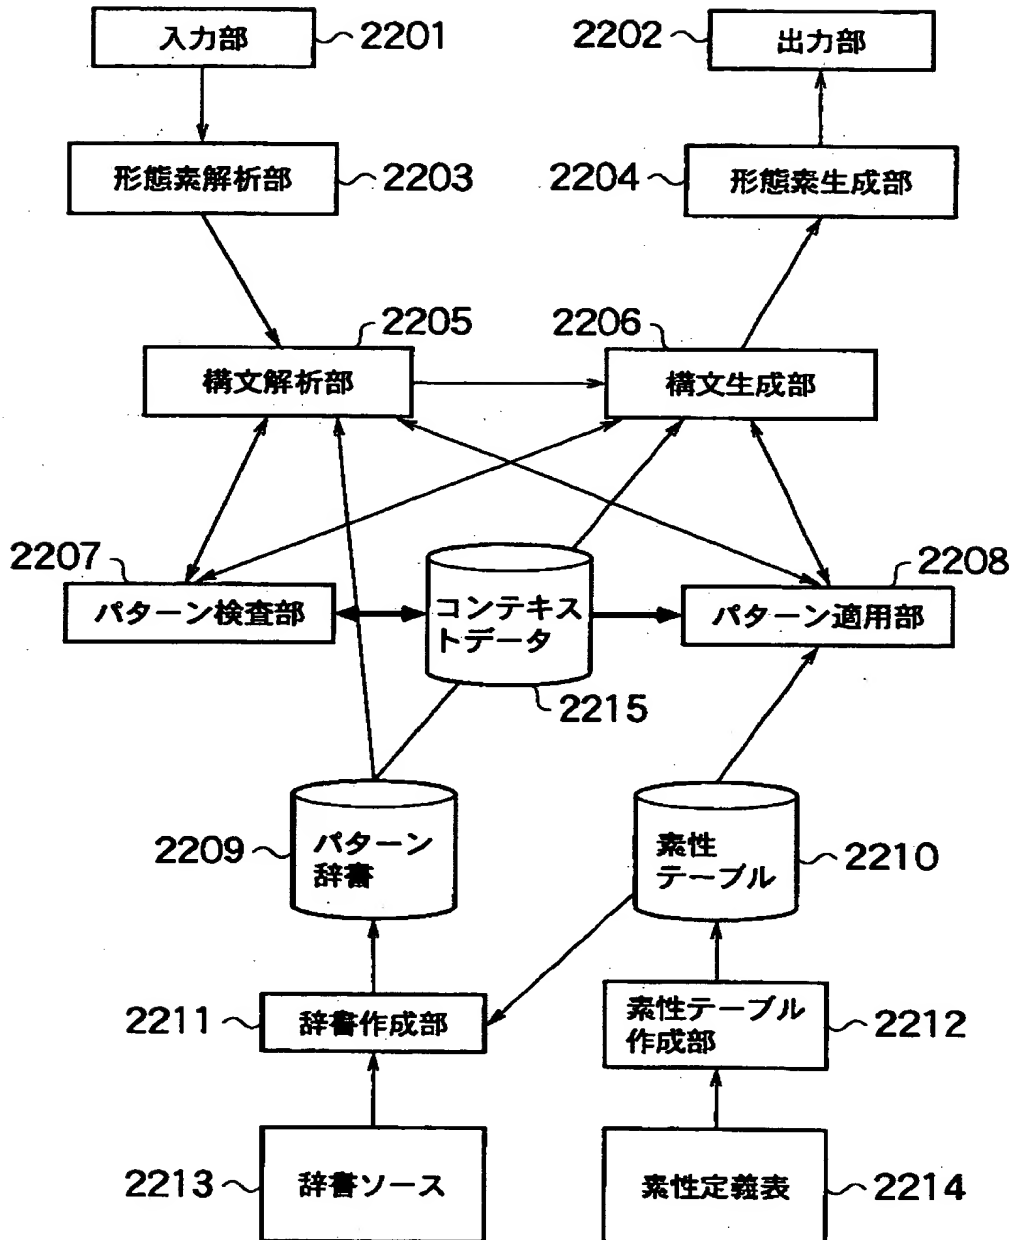 入力部 2201
2202 出力部
形態素解析部 2203
2204 形態素生成部
2205
2206
構文解析部
構文生成部
2207
2208
パターン検査部
コンテキス
トデータ
パターン適用部
2215
2209
パターン
辞書
素性
テーブル
2210
2211 辞書作成部
素性テーブル
作成部
2212
2213 辞書ソース
素性定義表 2214